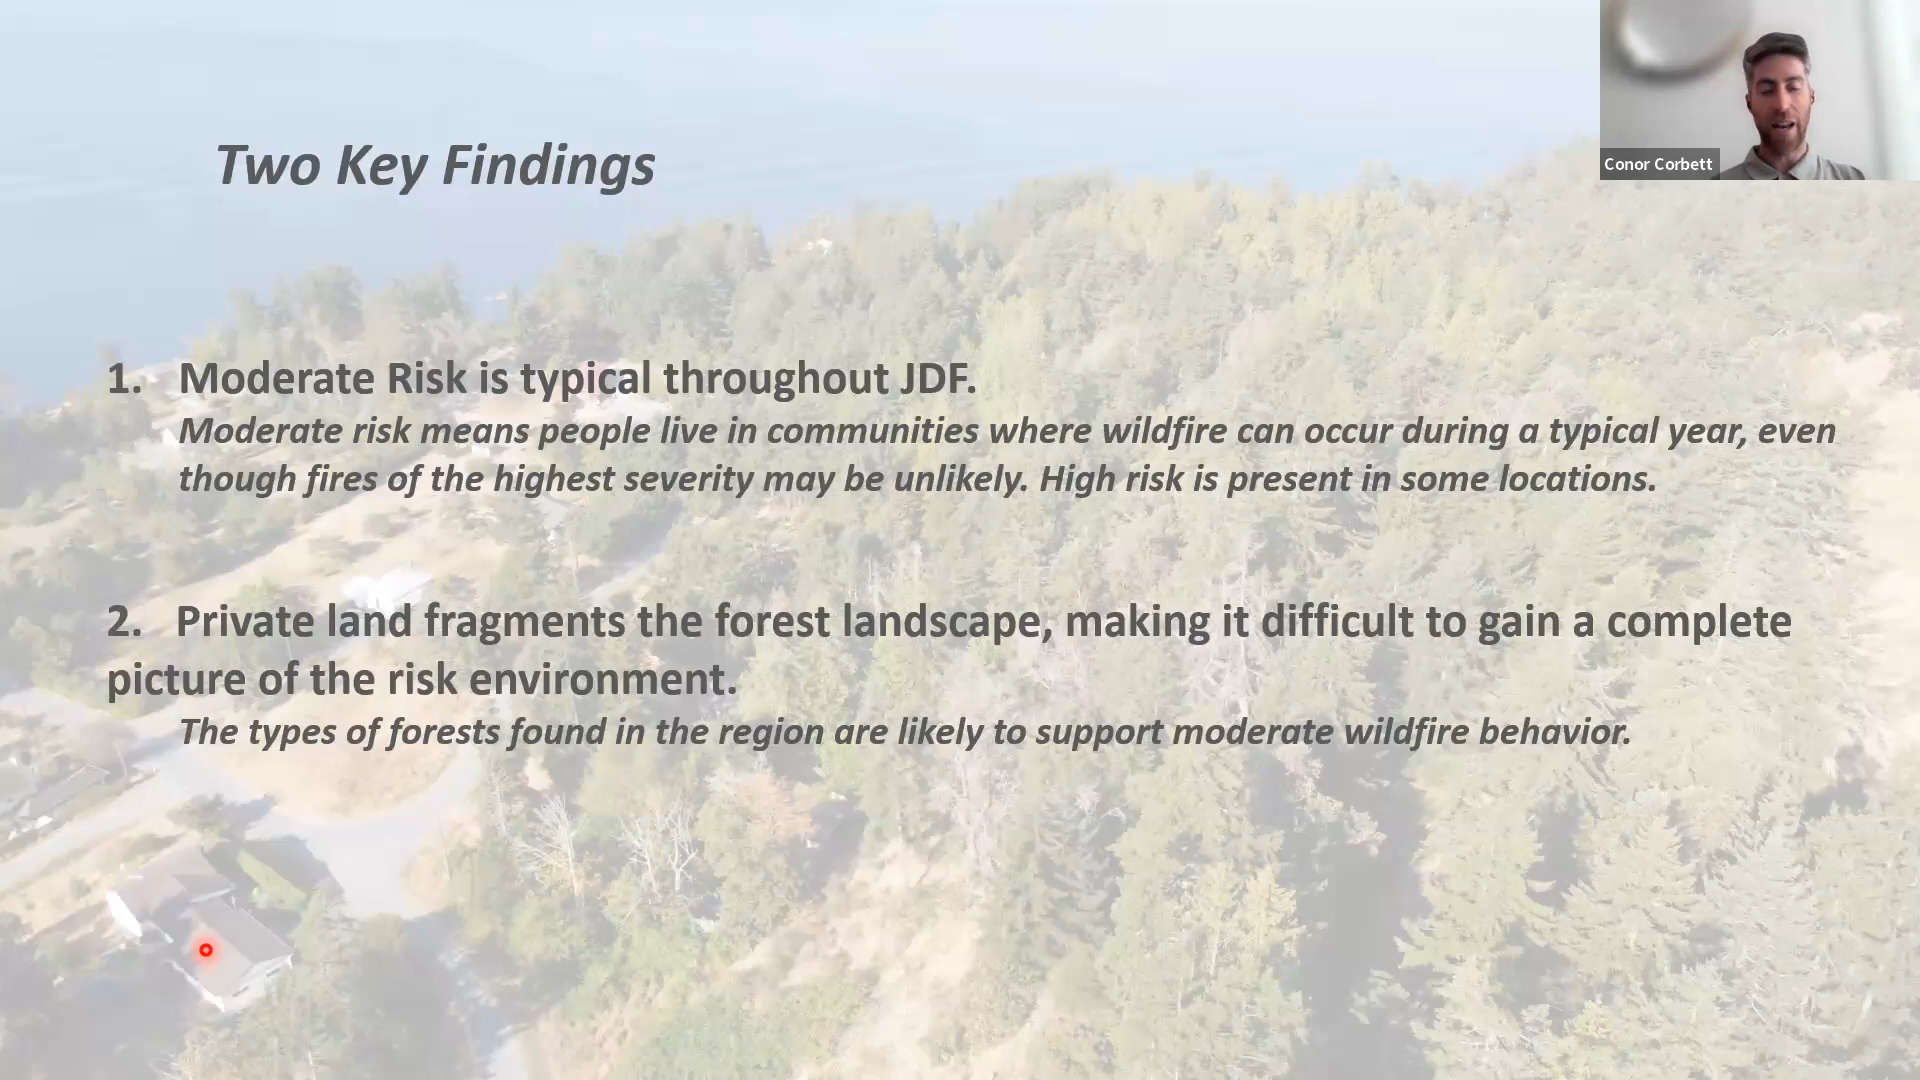 Conor Corbett
Two Key Findings
1. Moderate Risk is typical throughout JDF.
Moderate risk means people live in communities where wildfire can occur during a typical year, even
though fires of the highest severity may be unlikely. High risk is present in some locations.
2. Private land fragments the forest landscape, making it difficult to gain a complete
picture of the risk environment.
The types of forests found in the region are likely to support moderate wildfire behavior.